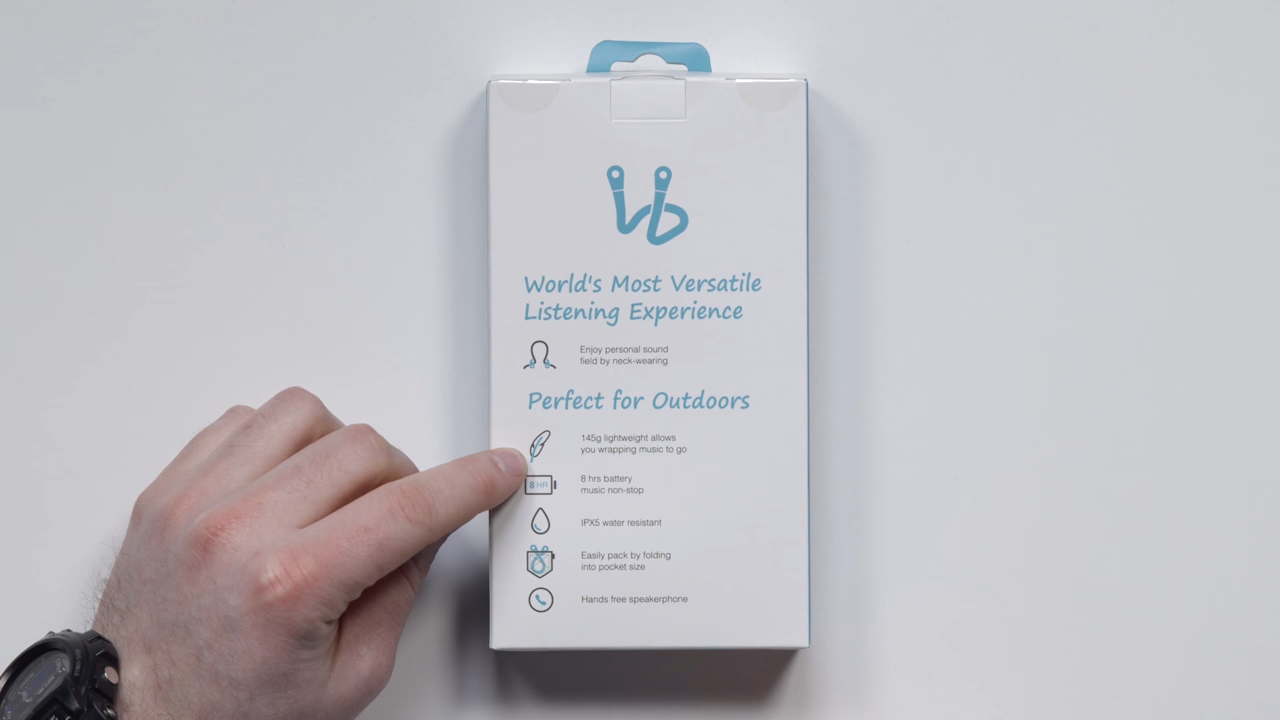 World's Most Versatile
Listening Experience
Enjoy personal sound
field by neck-wearing
Perfect for Outdoors
145g lightweight allows
you wrapping music to go
8 HR
8 hrs battery
music non-stop
IPX5 water resistant
Easily pack by folding
into pocket size
Hands free speakerphone